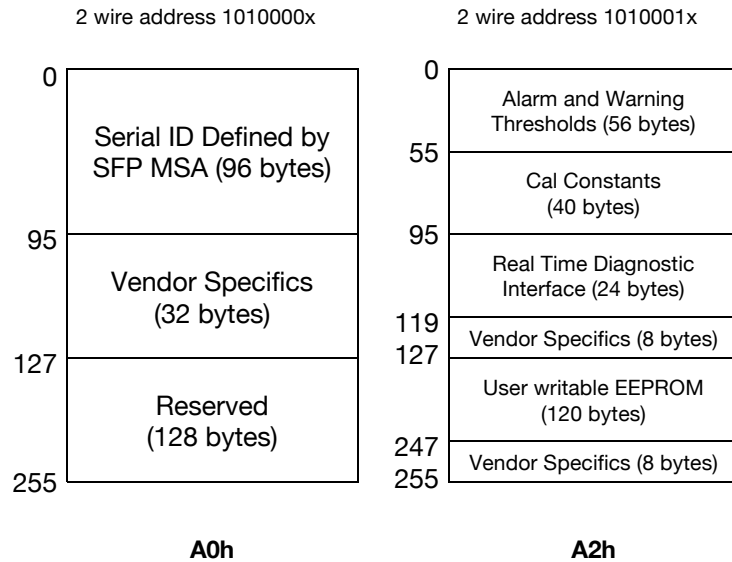 2 wire address 1010000x
0
Serial ID Defined by
SFP MSA (96 bytes)
95
Vendor Specifics
(32 bytes)
127
Reserved
(128 bytes)
255
A0h
2 wire address 1010001x
0
Alarm and Warning
Thresholds (56 bytes)
55
Cal Constants
(40 bytes)
95
Real Time Diagnostic
Interface (24 bytes)
119
Vendor Specifics (8 bytes)
127
User writable EEPROM
(120 bytes)
247
Vendor Specifics (8 bytes)
255
A2h